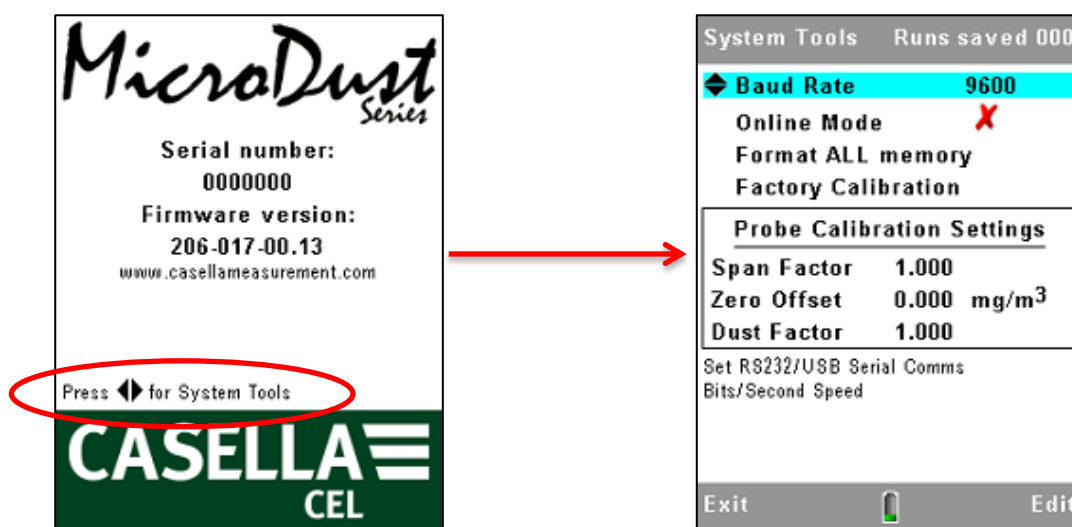 MicroDust
Series
Serial number:
0000000
Firmware version:
206-017-00.13
www.casellameasurement.com
Press for System Tools
CASELLA
CEL
System Tools Runs saved 000
Baud Rate 9600
Online Mode ✗
Format ALL memory
Factory Calibration
Probe Calibration Settings
Span Factor 1.000
Zero Offset 0.000 mg/m³
Dust Factor 1.000
Set RS232/USB Serial Comms
Bits/Second Speed
Exit Edit